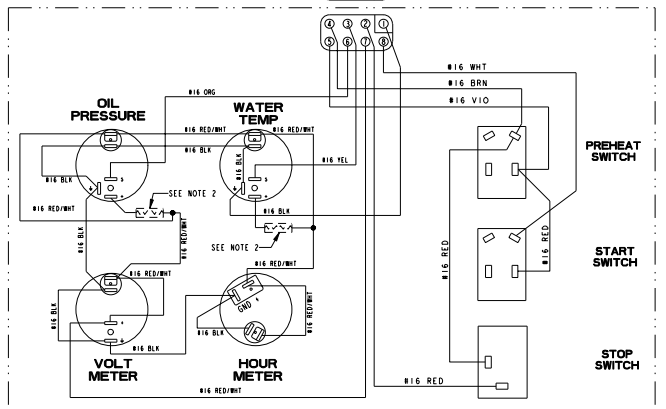 4 3 2 1
5 6 7 8
#16 WHT
#16 BRN
#16 VIO
#16 ORG
OIL
PRESSURE
WATER
TEMP
#16 RED/WHT
#16 RED/WHT
#16 BLK
#16 BLK
#16 YEL
S
+
S
+
#16 BLK
#16 RED/WHT
SEE NOTE 2
#16 BLK
#16 BLK
#16 RED/WHT
SEE NOTE 2
#16 RED/WHT
#16 RED/WHT
#16 BLK
+
GND +
#16 RED/WHT
#16 BLK
#16 BLK
VOLT
METER
HOUR
METER
#16 RED/WHT
PREHEAT
SWITCH
#16 RED
#16 RED
START
SWITCH
#16 RED
STOP
SWITCH